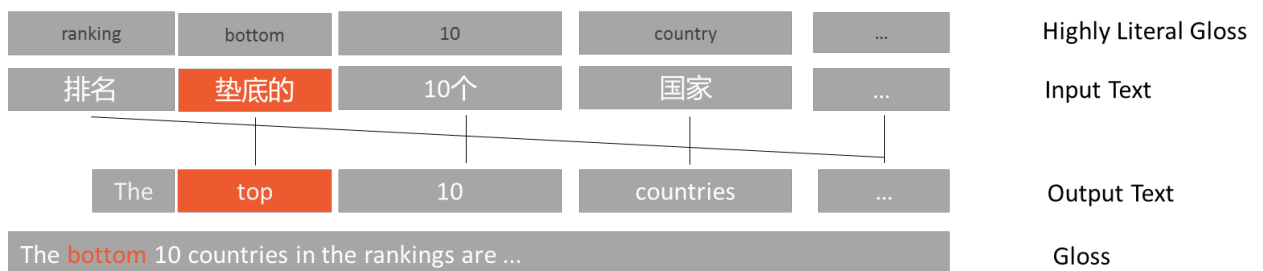 ranking bottom 10 country ... Highly Literal Gloss
排名 垫底的 10个 国家 ... Input Text
The top 10 countries ... Output Text
The bottom 10 countries in the rankings are ... Gloss